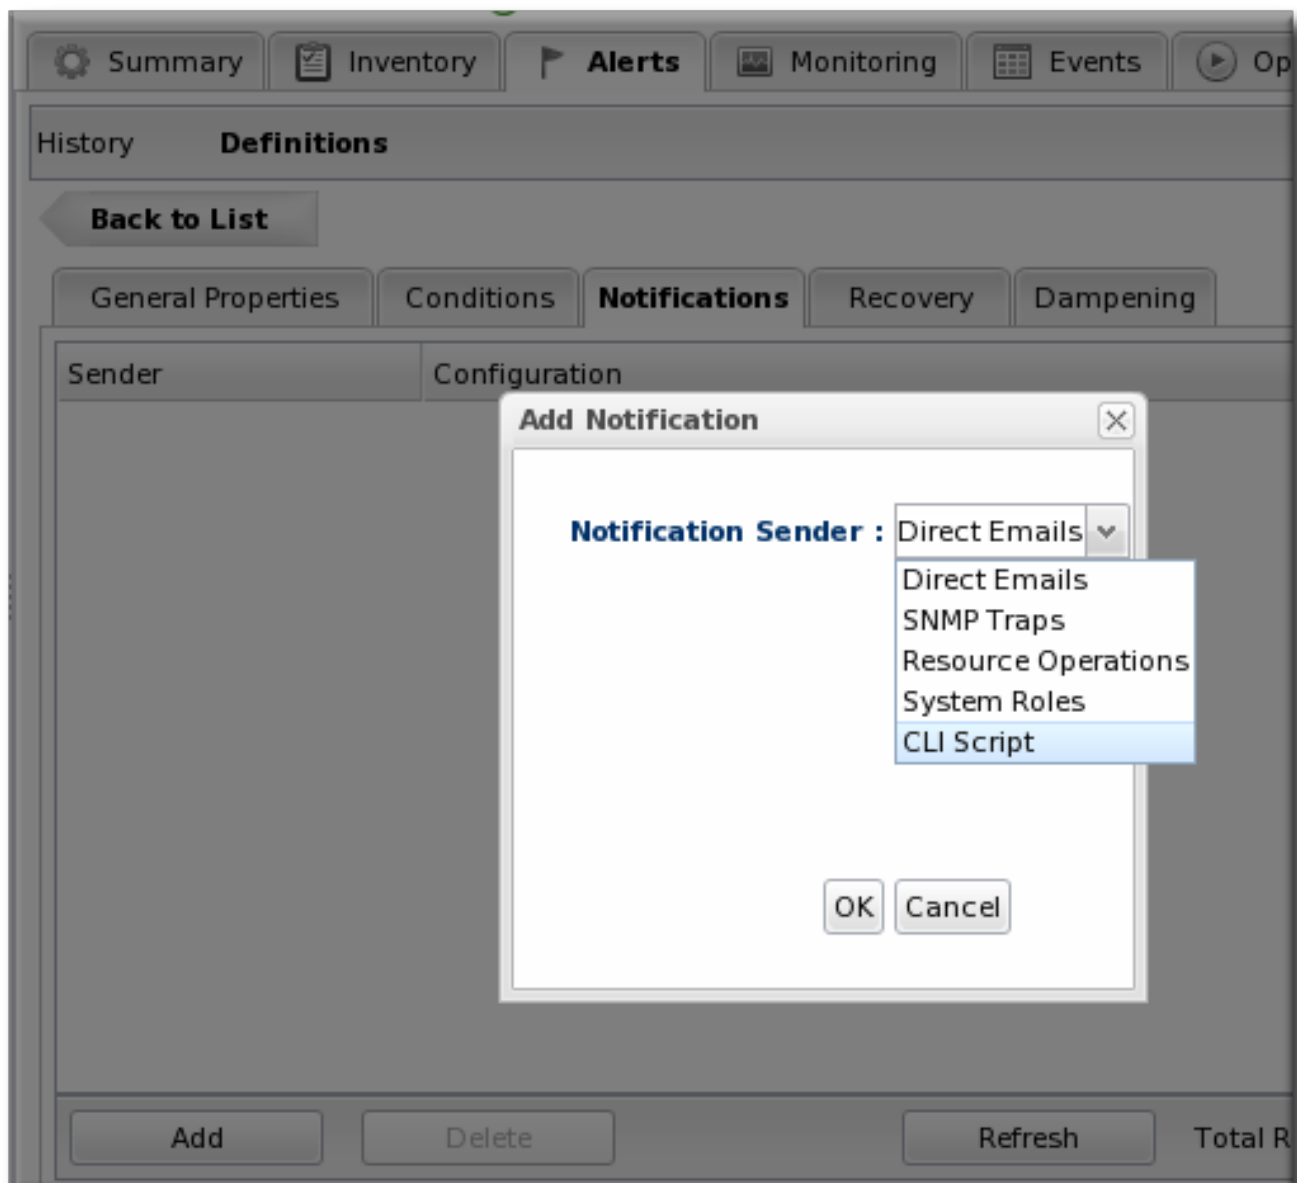 Summary Inventory Alerts Monitoring Events Op
History Definitions
Back to List
General Properties Conditions Notifications Recovery Dampening
Sender Configuration
Add Notification
Notification Sender : Direct Emails
Direct Emails
SNMP Traps
Resource Operations
System Roles
CLI Script
OK Cancel
Add Delete Refresh Total R